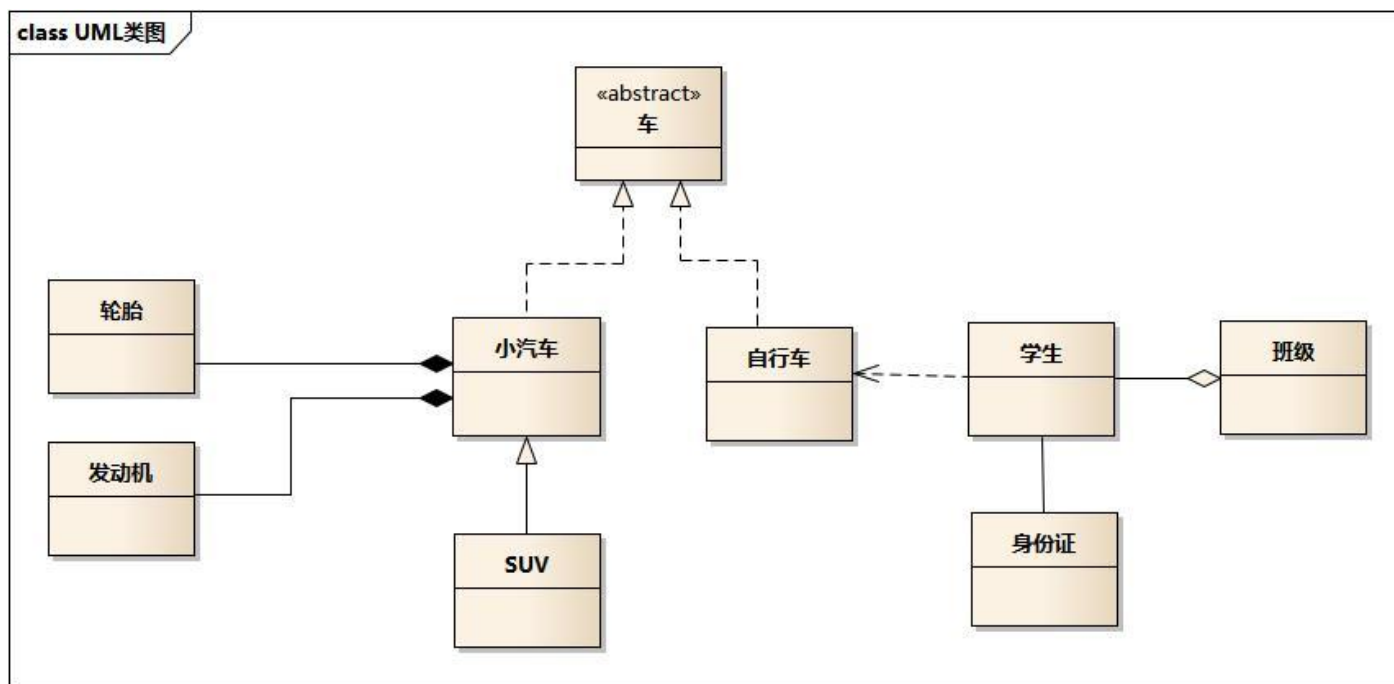 class UML类图
«abstract»
车
轮胎
小汽车
自行车
学生
班级
发动机
SUV
身份证